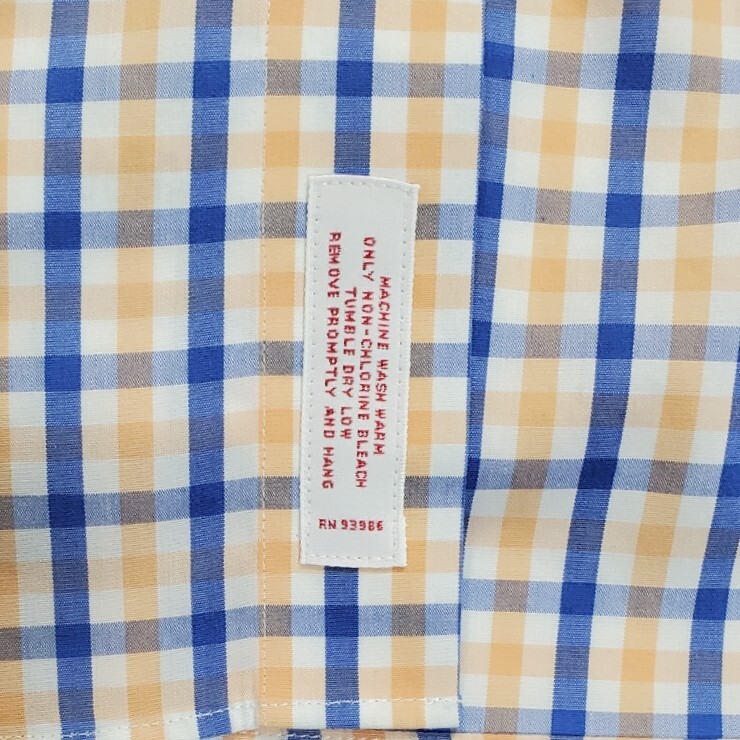 MACHINE WASH WARM
ONLY NON-CHLORINE BLEACH
TUMBLE DRY LOW
REMOVE PROMPTLY AND HANG
RN 93986